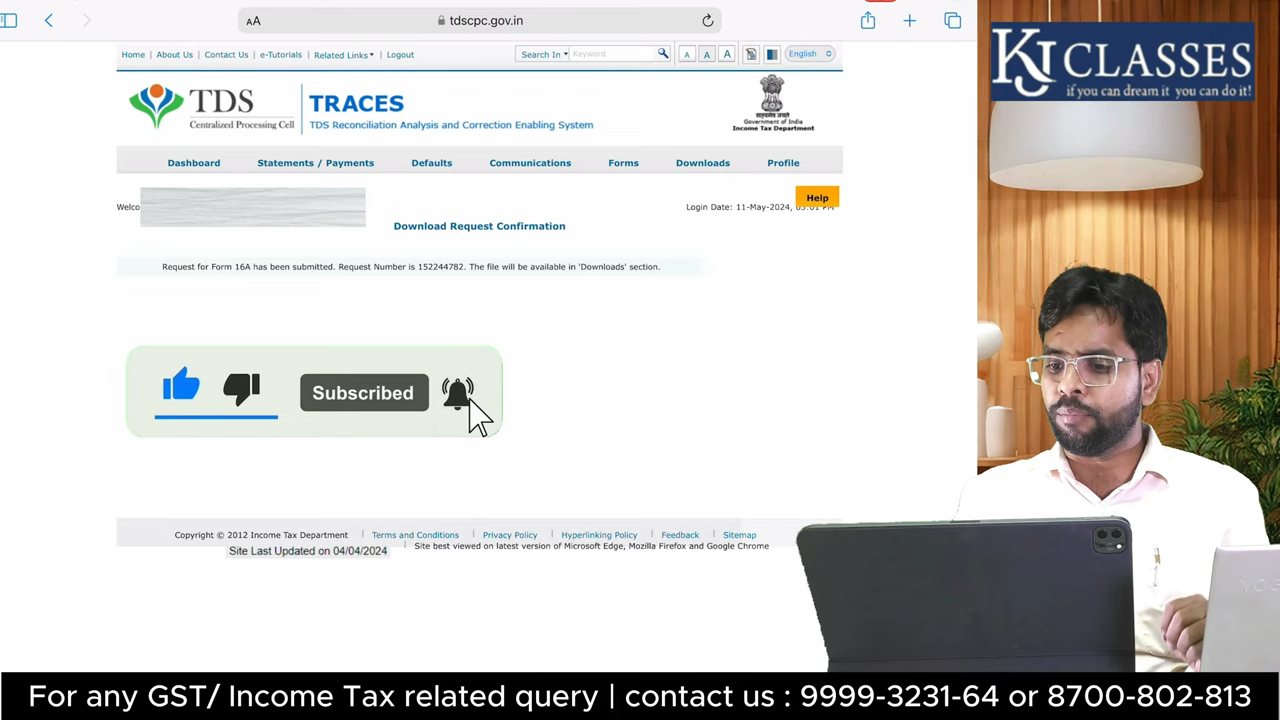 AA
tdscpc.gov.in
Home
About Us
Contact Us
e-Tutorials
Related Links
Logout
Search In
Keyword
A
A
A
English
TDS
Centralized Processing Cell
TRACES
TDS Reconciliation Analysis and Correction Enabling System
सत्यमेव जयते
Government of India
Income Tax Department
Dashboard
Statements / Payments
Defaults
Communications
Forms
Downloads
Profile
Help
Welco
Login Date: 11-May-2024,
Download Request Confirmation
Request for Form 16A has been submitted. Request Number is 152244782. The file will be available in 'Downloads' section.
Subscribed
Copyright © 2012 Income Tax Department
Terms and Conditions
Privacy Policy
Hyperlinking Policy
Feedback
Sitemap
Site Last Updated on 04/04/2024
Site best viewed on latest version of Microsoft Edge, Mozilla Firefox and Google Chrome
KJ CLASSES
if you can dream it you can do it!
For any GST/ Income Tax related query | contact us : 9999-3231-64 or 8700-802-813